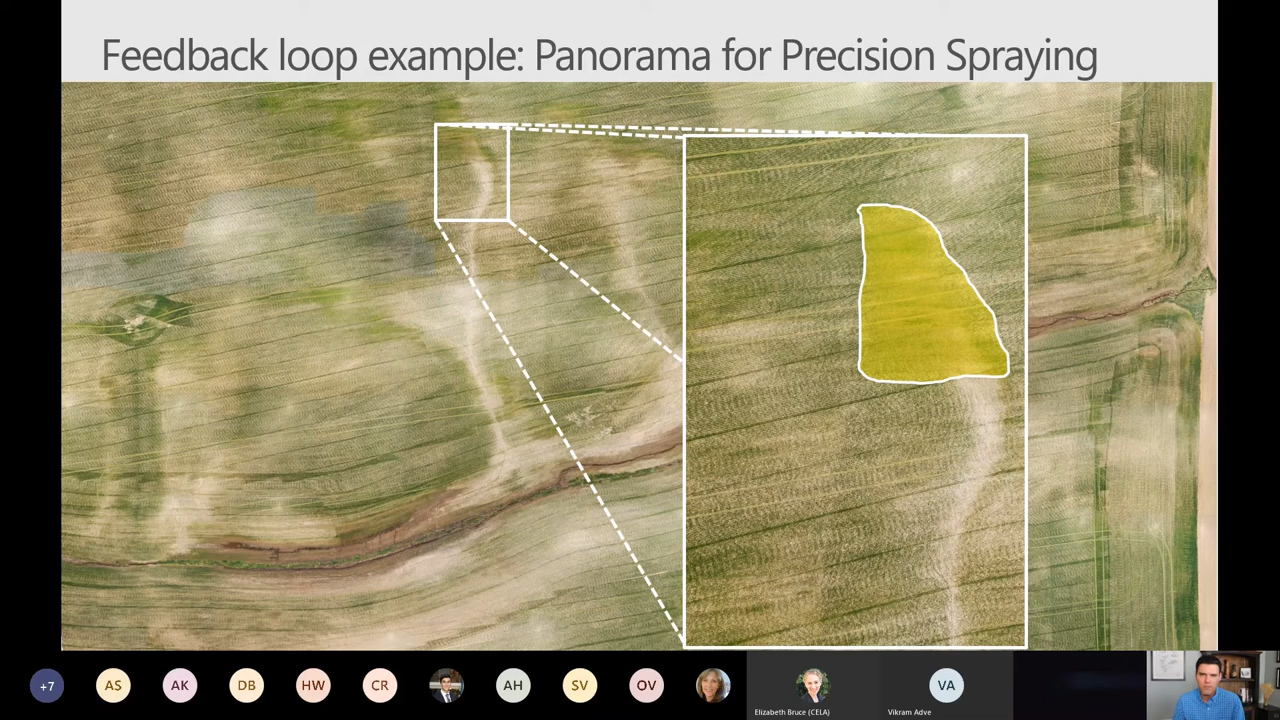 Feedback loop example: Panorama for Precision Spraying
+7
AS
AK
DB
HW
CR
AH
SV
OV
VA
Elizabeth Bruce (CELA)
Vikram Adve